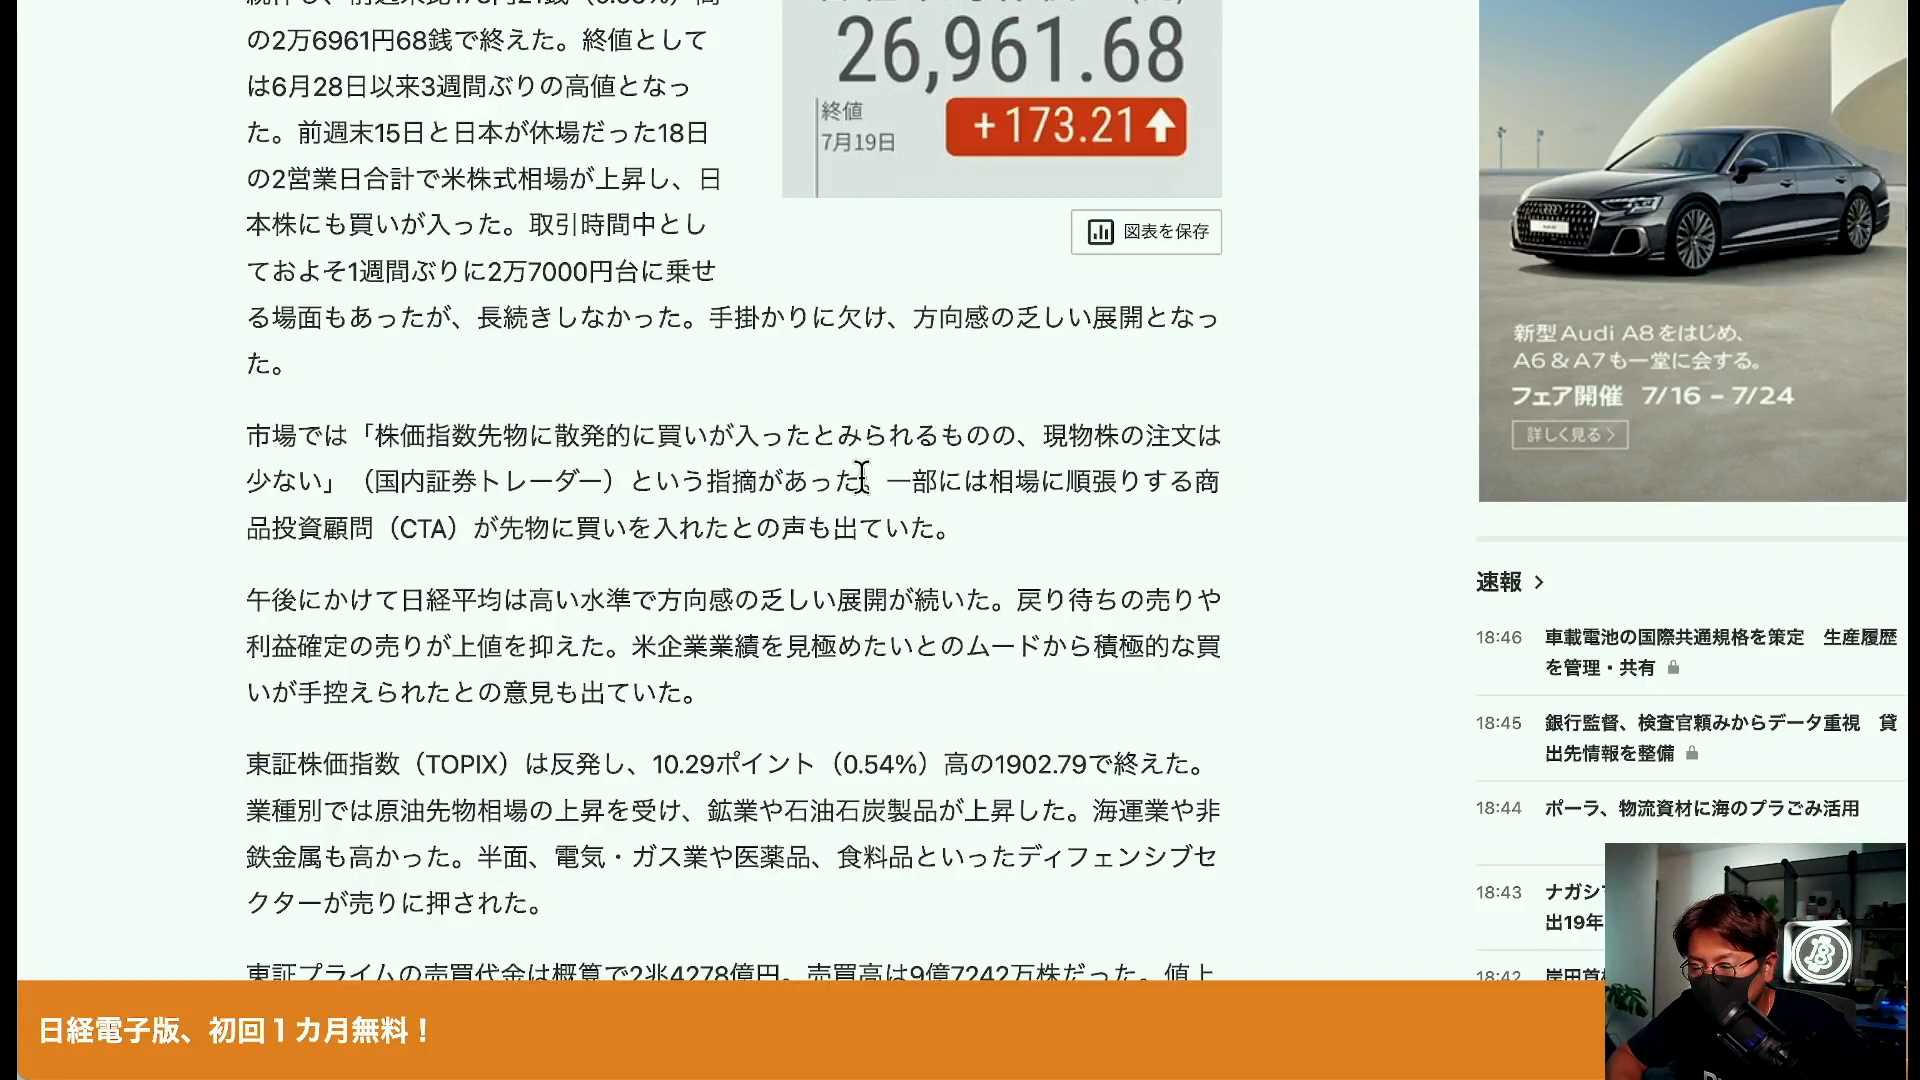 の2万6961円68銭で終えた。終値として
は6月28日以来3週間ぶりの高値となっ
た。前週末15日と日本が休場だった18日
の2営業日合計で米株式相場が上昇し、日
本株にも買いが入った。取引時間中とし
ておよそ1週間ぶりに2万7000円台に乗せ
る場面もあったが、長続きしなかった。手掛かりに欠け、方向感の乏しい展開となっ
た。
26,961.68
終値
7月19日
+173.21↑
図表を保存
市場では「株価指数先物に散発的に買いが入ったとみられるものの、現物株の注文は
少ない」（国内証券トレーダー）という指摘があった。一部には相場に順張りする商
品投資顧問（CTA）が先物に買いを入れたとの声も出ていた。
午後にかけて日経平均は高い水準で方向感の乏しい展開が続いた。戻り待ちの売りや
利益確定の売りが上値を抑えた。米企業業績を見極めたいとのムードから積極的な買
いが手控えられたとの意見も出ていた。
東証株価指数（TOPIX）は反発し、10.29ポイント（0.54%）高の1902.79で終えた。
業種別では原油先物相場の上昇を受け、鉱業や石油石炭製品が上昇した。海運業や非
鉄金属も高かった。半面、電気・ガス業や医薬品、食料品といったディフェンシブセ
クターが売りに押された。
東証プライムの売買代金は概算で2兆4278億円。売買高は9億7242万株だった。値上
新型Audi A8をはじめ、
A6&A7も一堂に会する。
フェア開催 7/16 – 7/24
詳しく見る >
速報 >
18:46 車載電池の国際共通規格を策定　生産履歴
を管理・共有
18:45 銀行監督、検査官頼みからデータ重視　貸
出先情報を整備
18:44 ポーラ、物流資材に海のプラごみ活用
18:43 ナガシ
出19年
18:42 岸田首
日経電子版、初回1カ月無料！